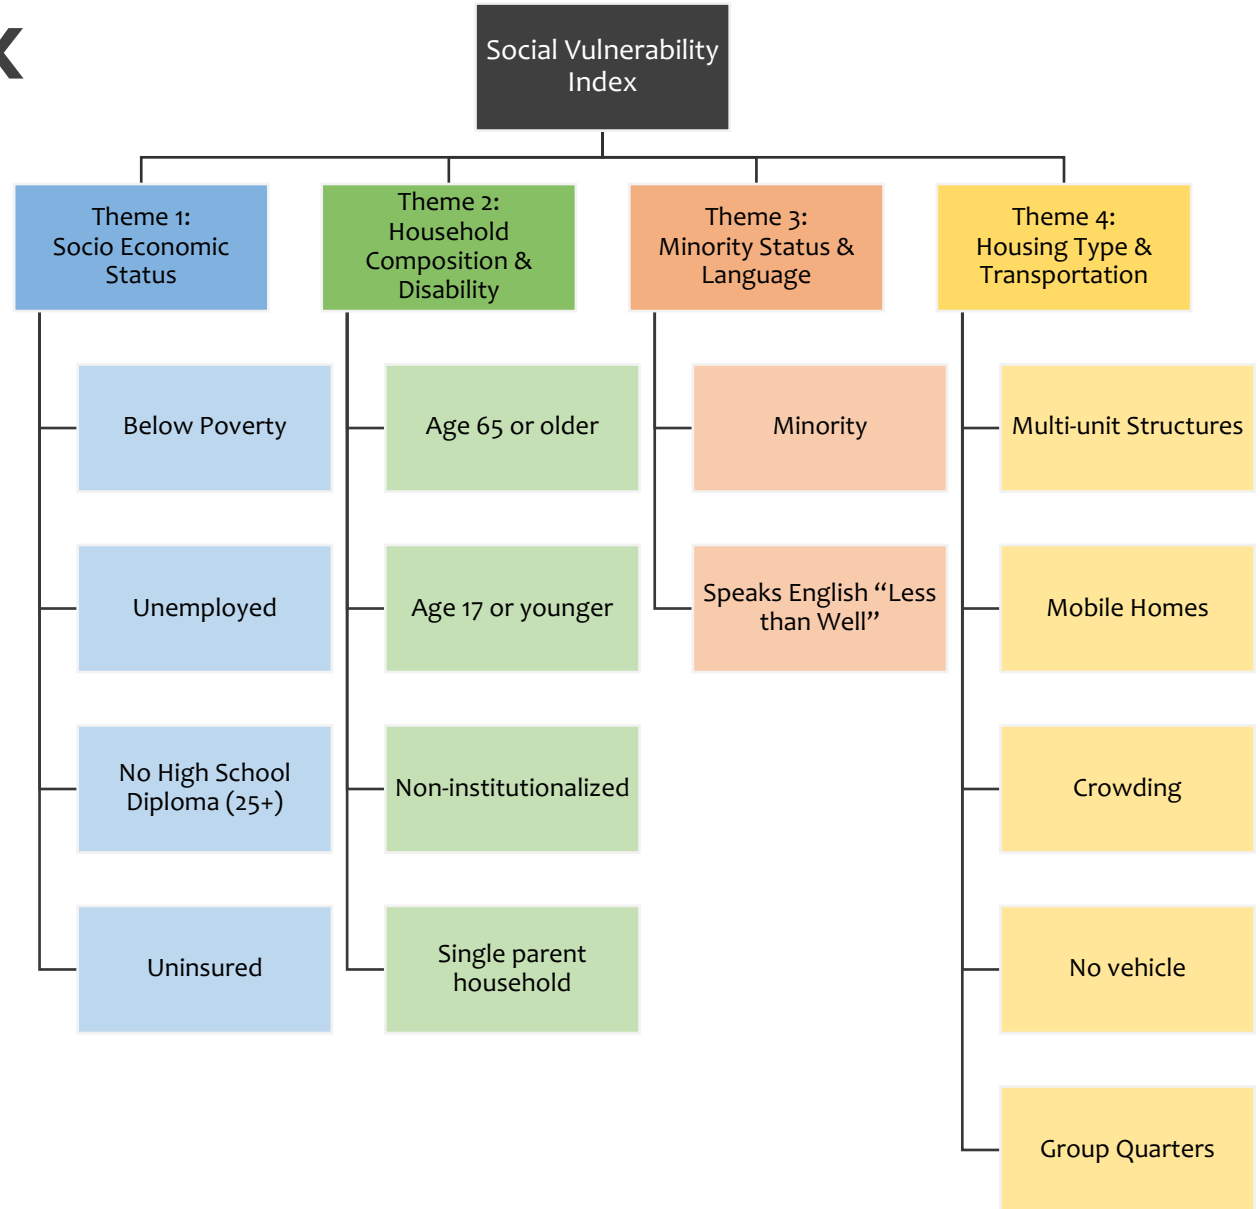 x
Social Vulnerability
Index
Theme 1:
Socio Economic
Status
Below Poverty
Unemployed
No High School
Diploma (25+)
Uninsured
Theme 2:
Household
Composition &
Disability
Age 65 or older
Age 17 or younger
Non-institutionalized
Single parent
household
Theme 3:
Minority Status &
Language
Minority
Speaks English “Less
than Well”
Theme 4:
Housing Type &
Transportation
Multi-unit Structures
Mobile Homes
Crowding
No vehicle
Group Quarters